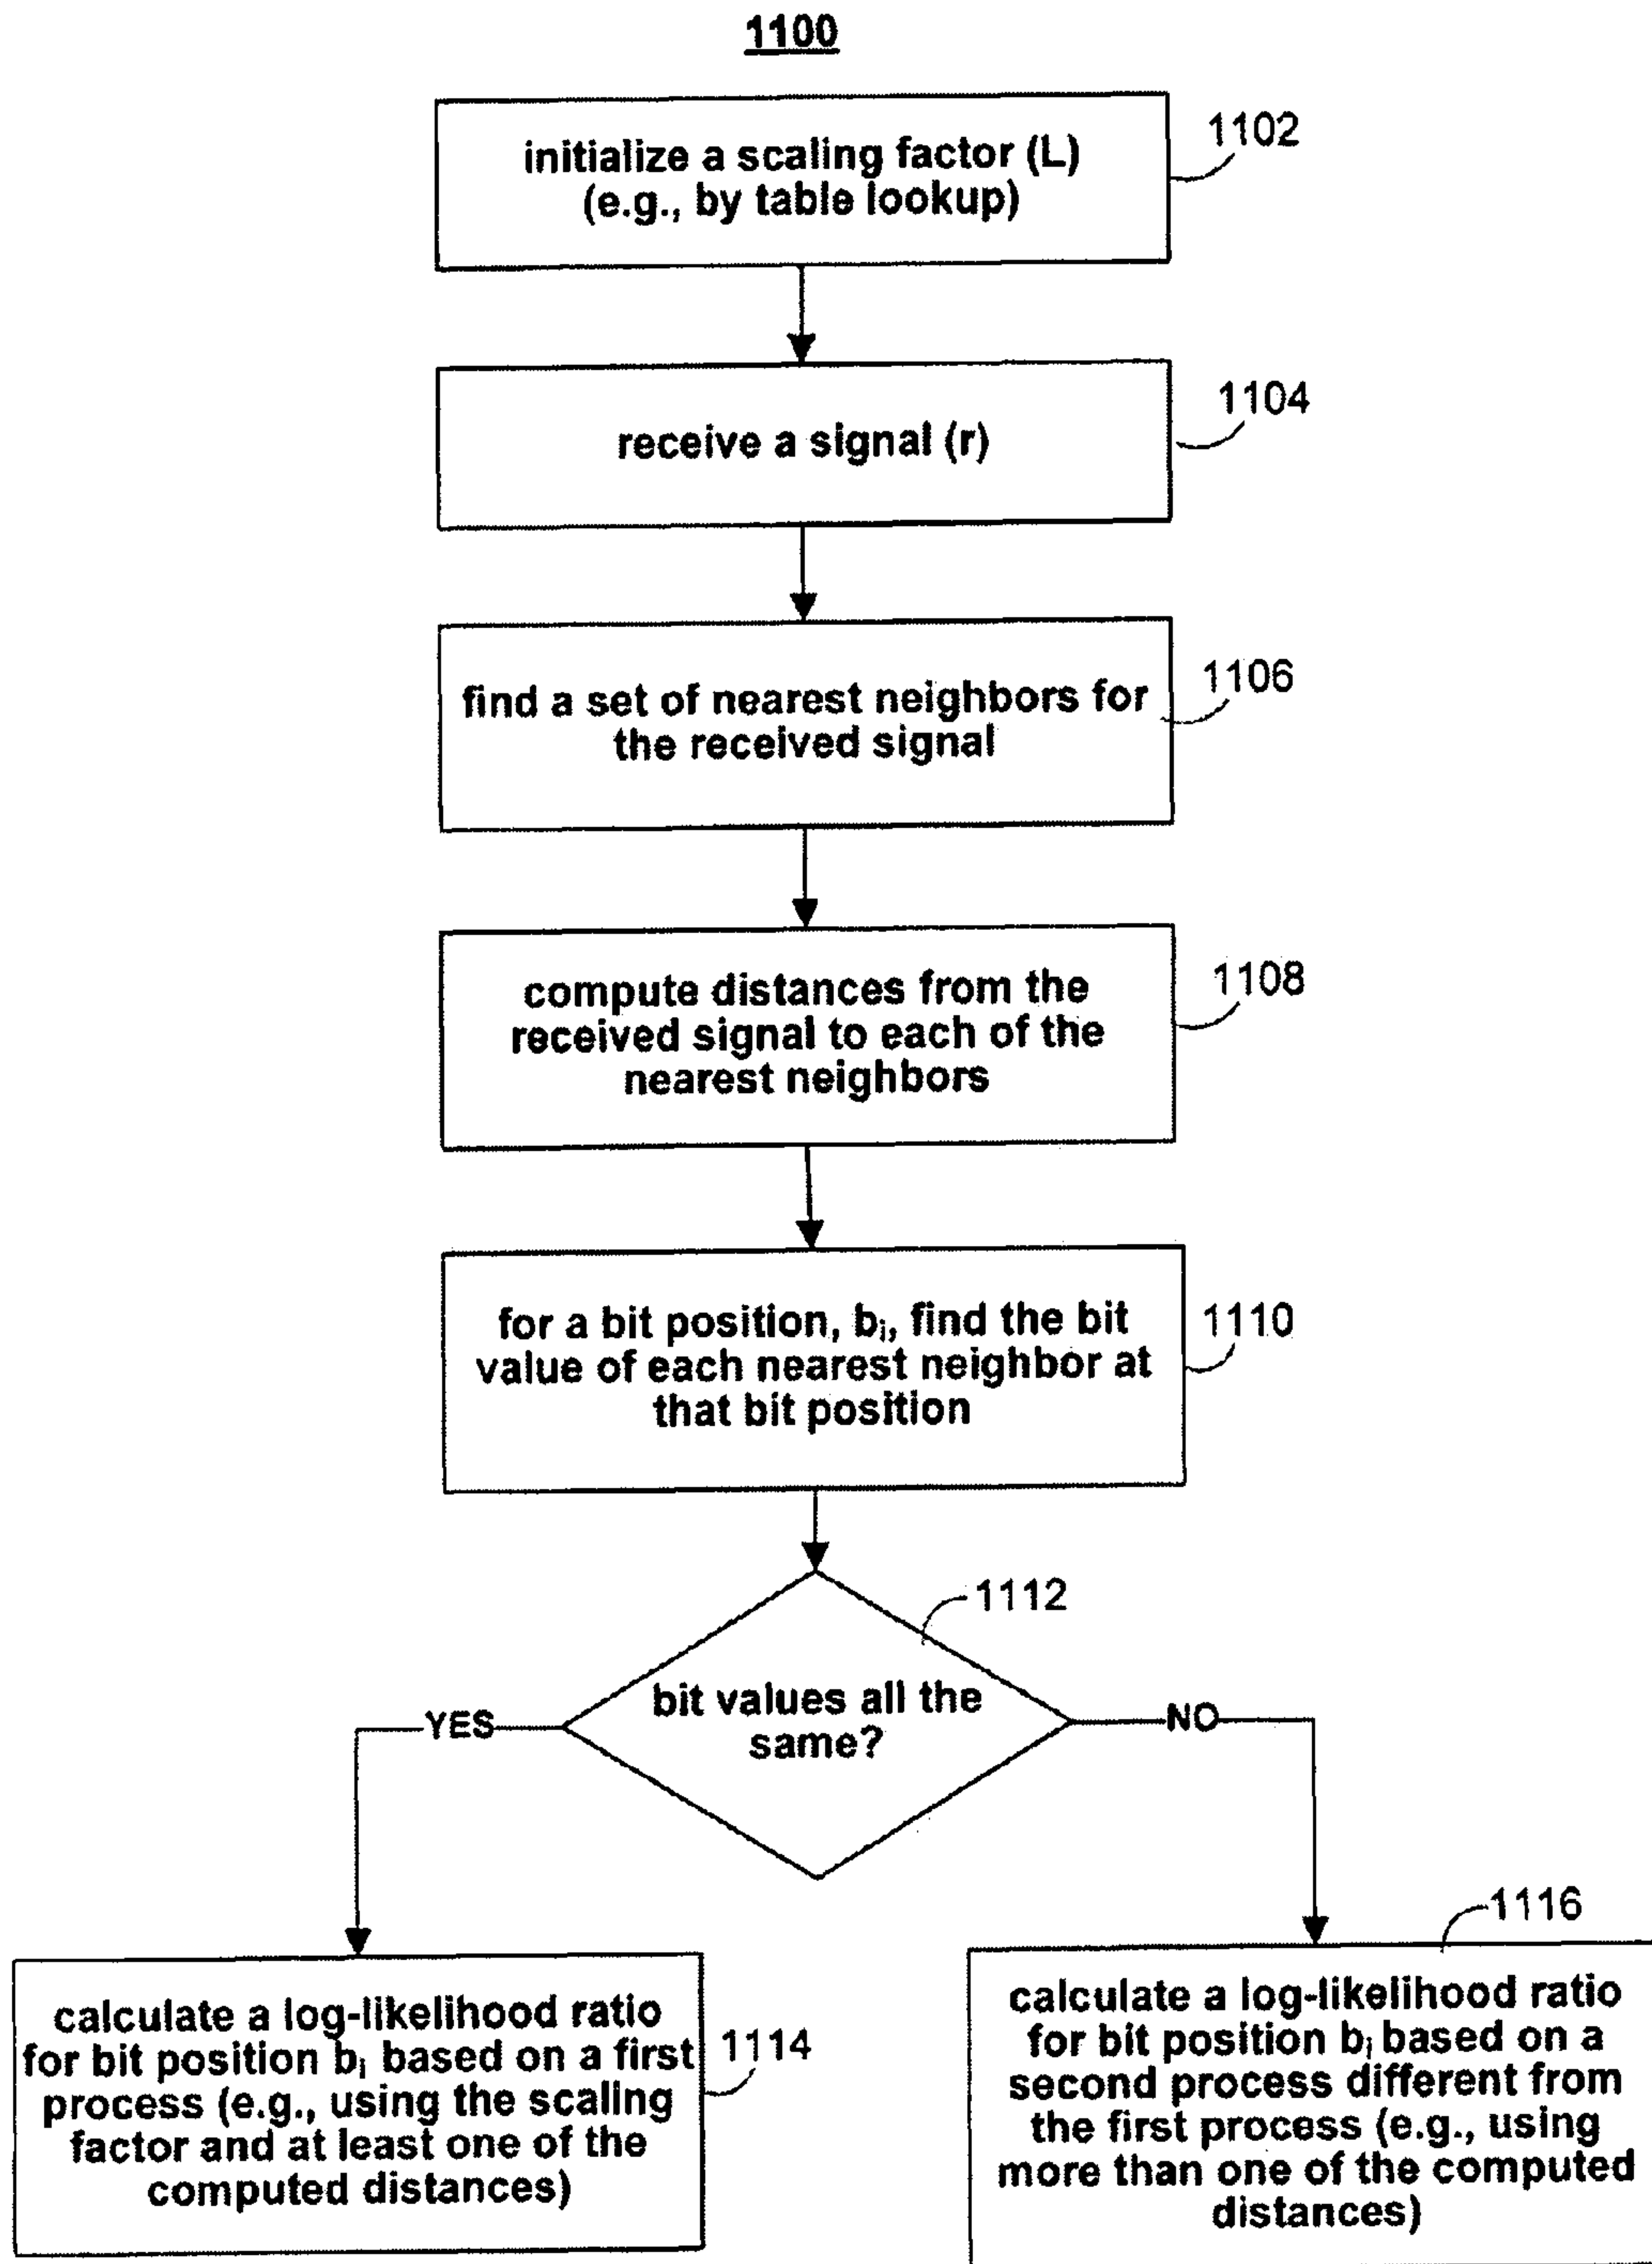 1100
initialize a scaling factor (L)
(e.g., by table lookup)
1102
receive a signal (r)
1104
find a set of nearest neighbors for
the received signal
1106
compute distances from the
received signal to each of the
nearest neighbors
1108
for a bit position, bᵢ, find the bit
value of each nearest neighbor at
that bit position
1110
1112
bit values all the
same?
YES
NO
calculate a log-likelihood ratio
for bit position bᵢ based on a first
process (e.g., using the scaling
factor and at least one of the
computed distances)
1114
1116
calculate a log-likelihood ratio
for bit position bᵢ based on a
second process different from
the first process (e.g., using
more than one of the computed
distances)